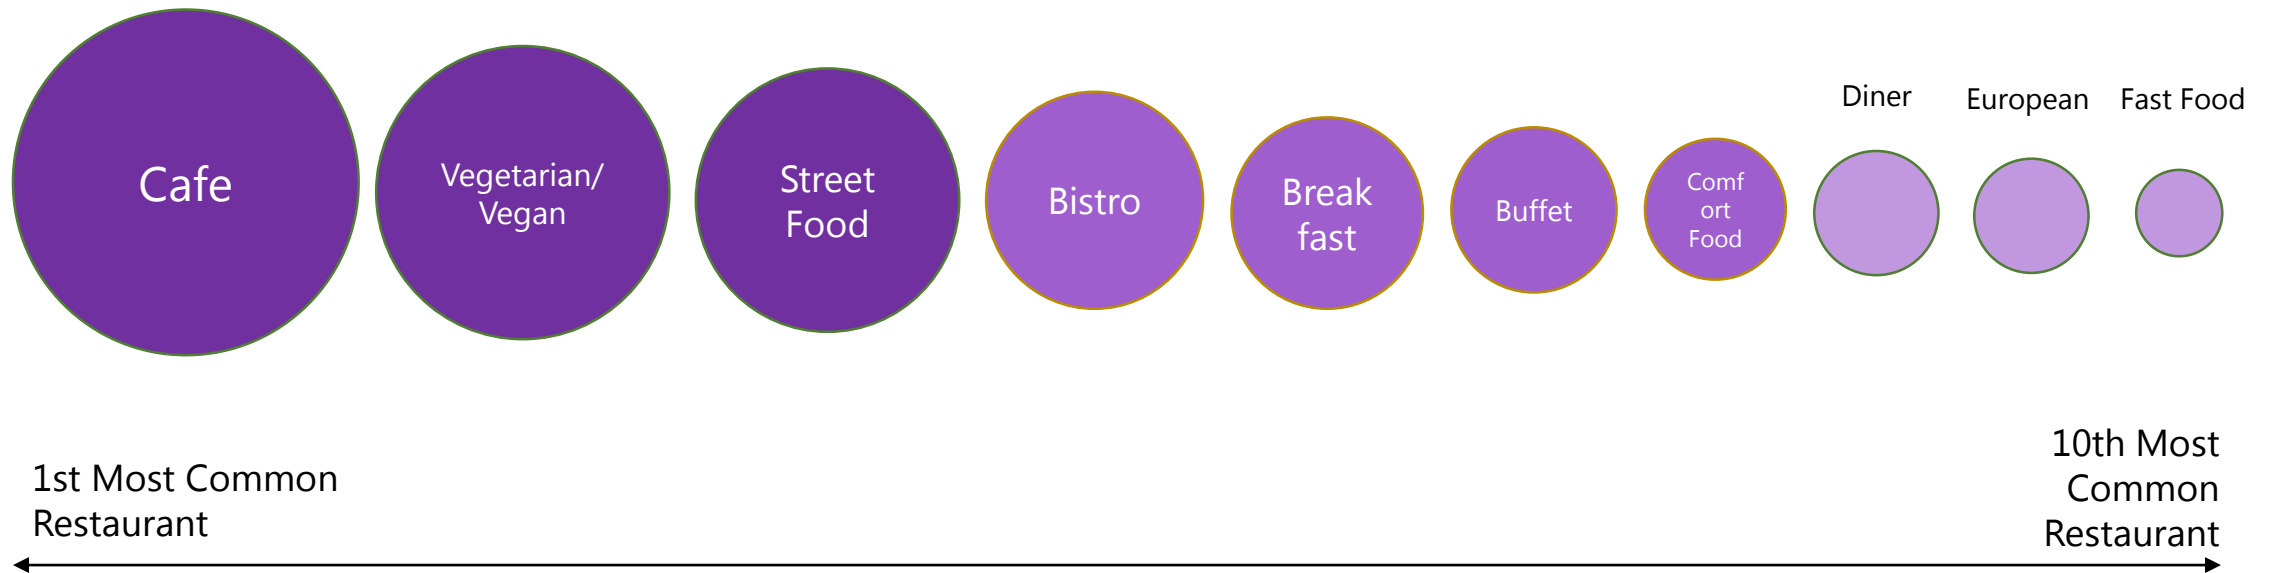 Cafe
Vegetarian/
Vegan
Street
Food
Bistro
Break
fast
Buffet
Comf
ort
Food
Diner
European
Fast Food
1st Most Common
Restaurant
10th Most
Common
Restaurant